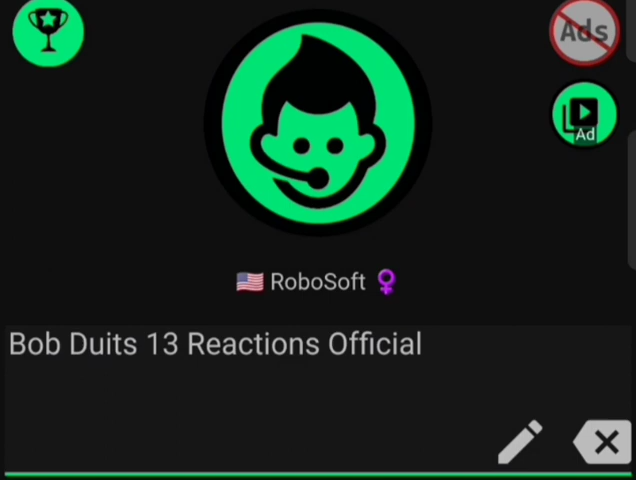 Ads
Ad
🇺🇸 RoboSoft ♀
Bob Duits 13 Reactions Official